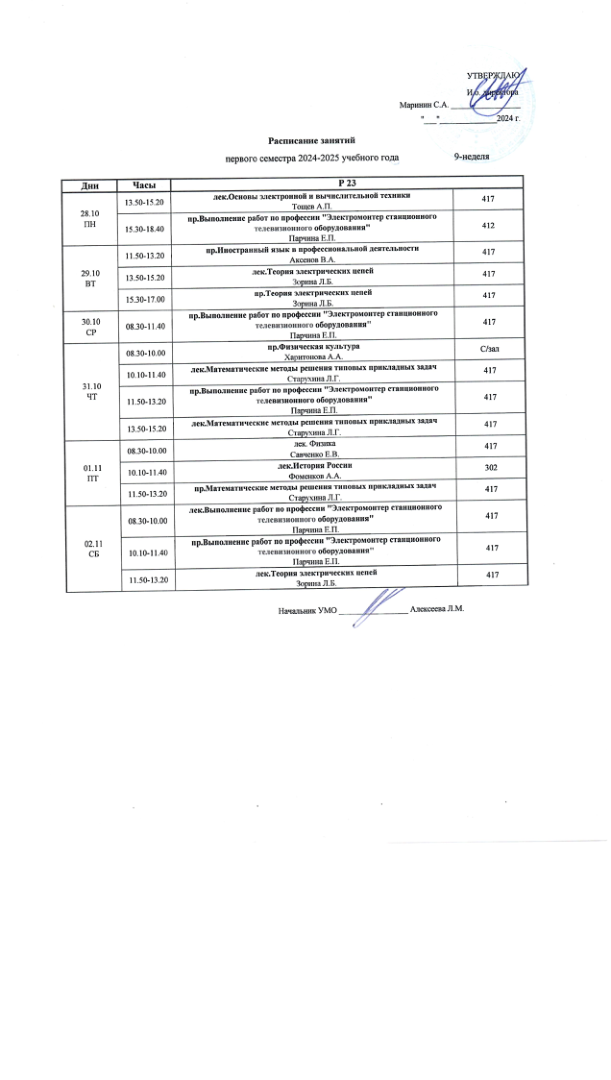 УТВЕРЖДАЮ
И.о. директора
Маринин С.А. ________________
"___"______________2024 г.
Расписание занятий
первого семестра 2024-2025 учебного года 9-неделя
Дни Часы Р 23
28.10
ПН
13.50-15.20
лек.Основы электронной и вычислительной техники
Тощев А.П.
417
15.30-18.40
пр.Выполнение работ по профессии "Электромонтер станционного
телевизионного оборудования"
Парчина Е.П.
412
29.10
ВТ
11.50-13.20
пр.Иностранный язык в профессиональной деятельности
Аксенов В.А.
417
13.50-15.20
лек.Теория электрических цепей
Зорина Л.Б.
417
15.30-17.00
пр.Теория электрических цепей
Зорина Л.Б.
417
30.10
СР
08.30-11.40
пр.Выполнение работ по профессии "Электромонтер станционного
телевизионного оборудования"
Парчина Е.П.
417
31.10
ЧТ
08.30-10.00
пр.Физическая культура
Харитонова А.А.
С/зал
10.10-11.40
лек.Математические методы решения типовых прикладных задач
Старухина Л.Г.
417
11.50-13.20
пр.Выполнение работ по профессии "Электромонтер станционного
телевизионного оборудования"
Парчина Е.П.
417
13.50-15.20
лек.Математические методы решения типовых прикладных задач
Старухина Л.Г.
417
01.11
ПТ
08.30-10.00
лек. Физика
Савченко Е.В.
417
10.10-11.40
лек.История России
Фоменков А.А.
302
11.50-13.20
пр.Математические методы решения типовых прикладных задач
Старухина Л.Г.
417
02.11
СБ
08.30-10.00
лек.Выполнение работ по профессии "Электромонтер станционного
телевизионного оборудования"
Парчина Е.П.
417
10.10-11.40
пр.Выполнение работ по профессии "Электромонтер станционного
телевизионного оборудования"
Парчина Е.П.
417
11.50-13.20
лек.Теория электрических цепей
Зорина Л.Б.
417
Начальник УМО ________________ Алексеева Л.М.